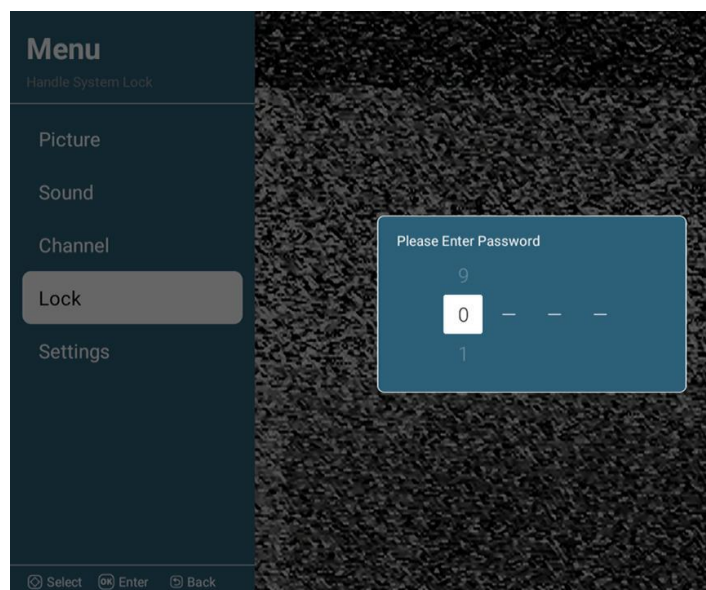 Menu
Handle System Lock
Picture
Sound
Channel
Lock
Settings
Please Enter Password
9
0 – – –
1
Select OK Enter Back